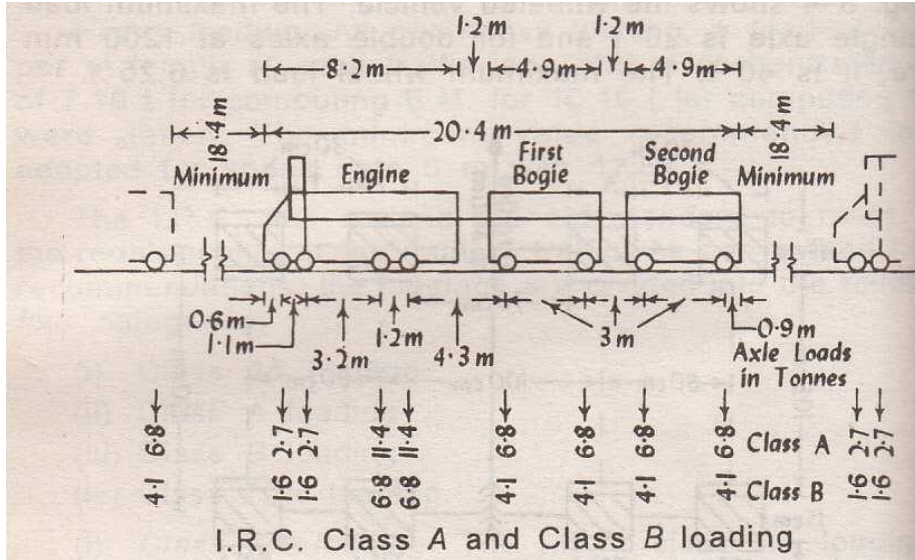 1·2 m 1·2 m
8·2m 4·9m 4·9m
18·4m 20·4 m 18·4m
Minimum Engine First Bogie Second Bogie Minimum
0·6m 1·1m 3·2m 1·2m 4·3m 3m 0·9m
Axle Loads
in Tonnes
6·8 2·7 2·7 11·4 11·4 6·8 6·8 6·8 6·8 Class A 2·7 2·7
4·1 1·6 1·6 6·8 6·8 4·1 4·1 4·1 4·1 Class B 1·6 1·6
I.R.C. Class A and Class B loading